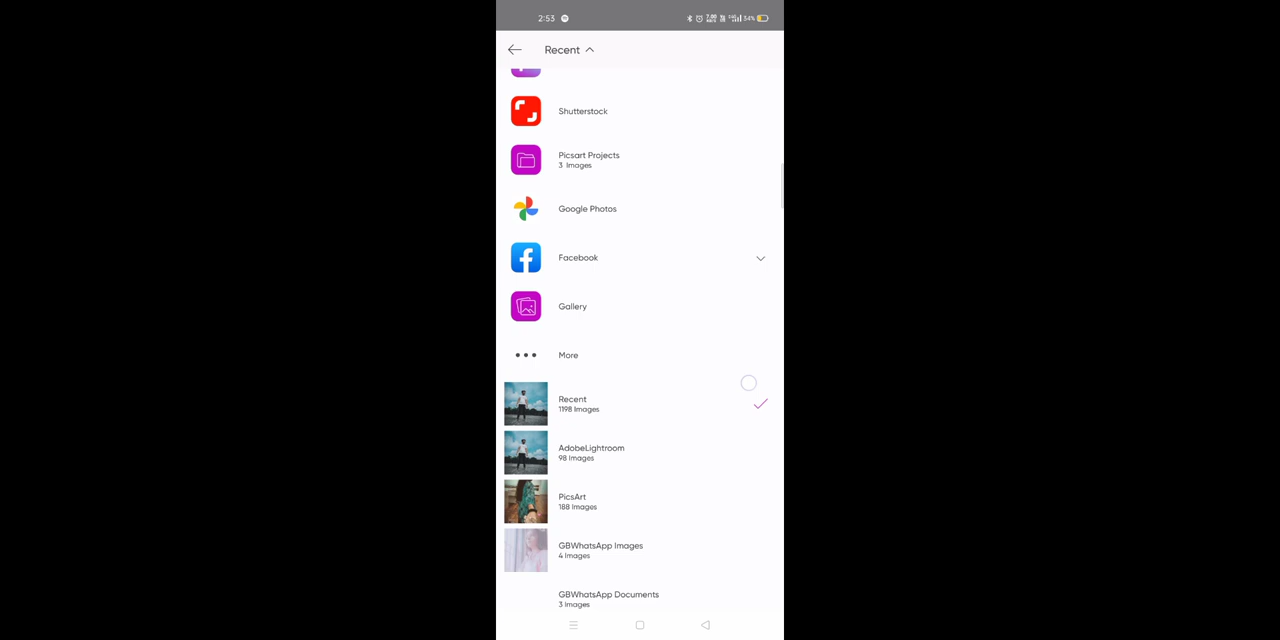 2:53
34%
Recent
Shutterstock
Picsart Projects
3 Images
Google Photos
Facebook
Gallery
More
Recent
1198 Images
AdobeLightroom
98 Images
PicsArt
188 Images
GBWhatsApp Images
4 Images
GBWhatsApp Documents
3 Images